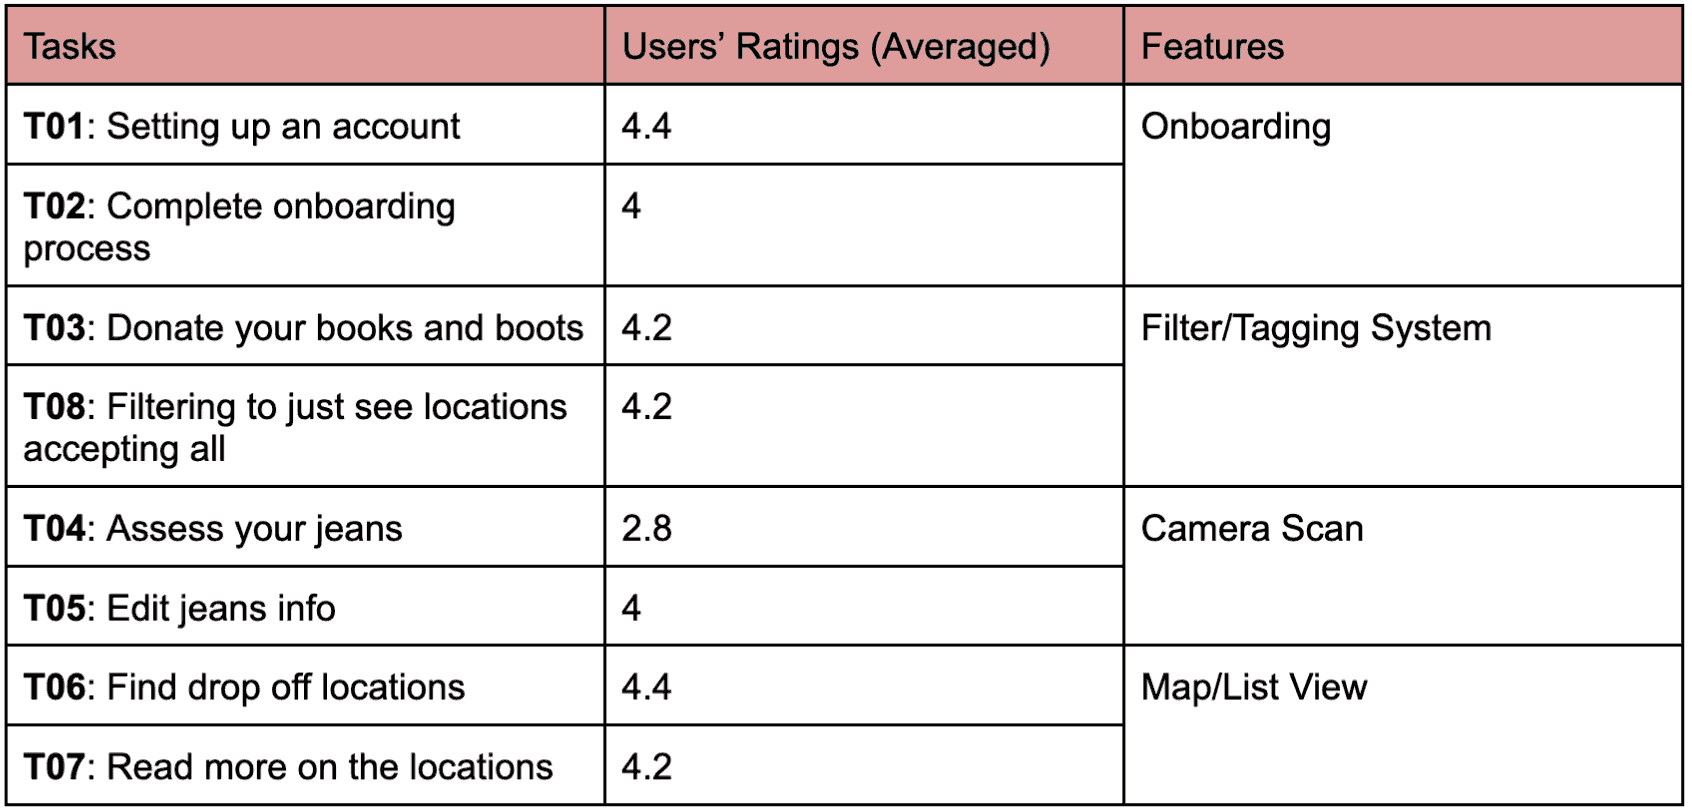 Tasks Users’ Ratings (Averaged) Features
T01: Setting up an account 4.4 Onboarding
T02: Complete onboarding 4
process
T03: Donate your books and boots 4.2 Filter/Tagging System
T08: Filtering to just see locations 4.2
accepting all
T04: Assess your jeans 2.8 Camera Scan
T05: Edit jeans info 4
T06: Find drop off locations 4.4 Map/List View
T07: Read more on the locations 4.2